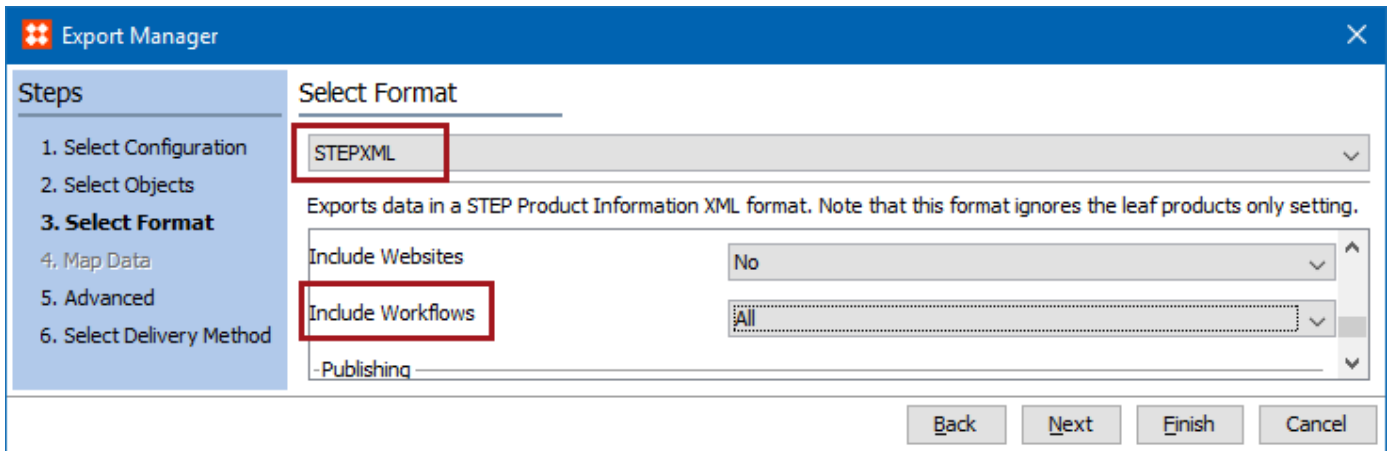 Export Manager
Steps
1. Select Configuration
2. Select Objects
3. Select Format
4. Map Data
5. Advanced
6. Select Delivery Method
Select Format
STEPXML
Exports data in a STEP Product Information XML format. Note that this format ignores the leaf products only setting.
Include Websites No
Include Workflows All
Publishing
Back Next Finish Cancel